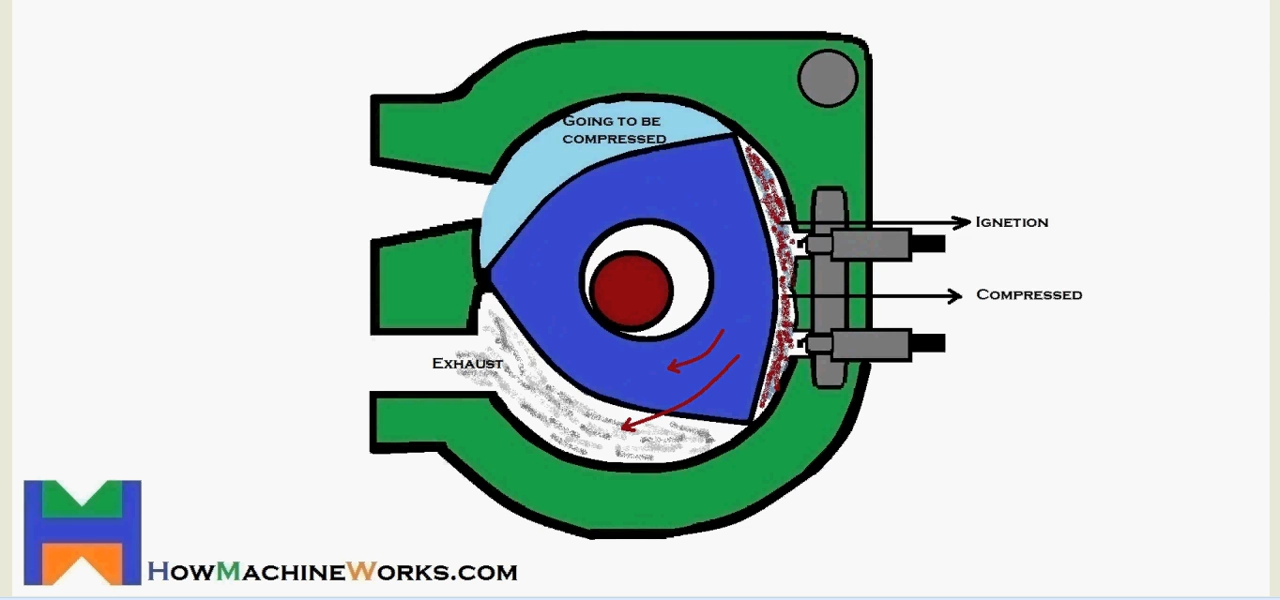 Going to be
compressed
Ignetion
Compressed
Exhaust
HowMachineWorks.com